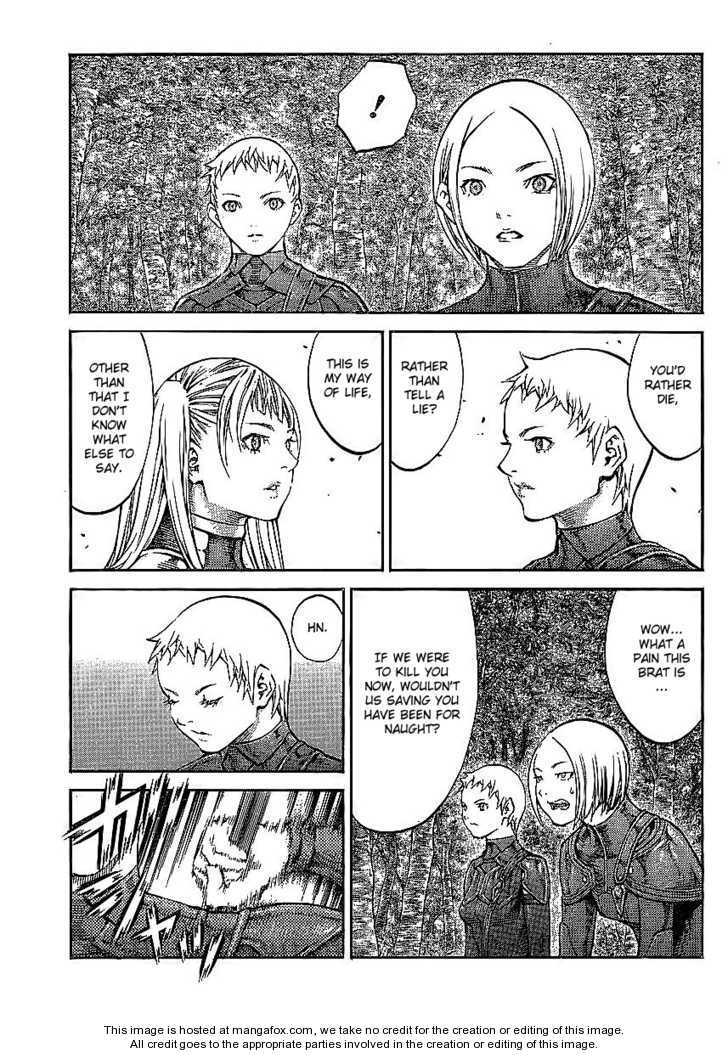 !
YOU'D
RATHER
DIE,
RATHER
THAN
TELL A
LIE?
THIS IS
MY WAY
OF LIFE,
OTHER
THAN
THAT I
DON'T
KNOW
WHAT
ELSE TO
SAY.
WOW...
WHAT A
PAIN THIS
BRAT IS
...
IF WE WERE
TO KILL YOU
NOW, WOULDN'T
US SAVING YOU
HAVE BEEN FOR
NAUGHT?
HN.
This image is hosted at mangafox.com, we take no credit for the creation or editing of this image.
All credit goes to the appropriate parties involved in the creation or editing of this image.